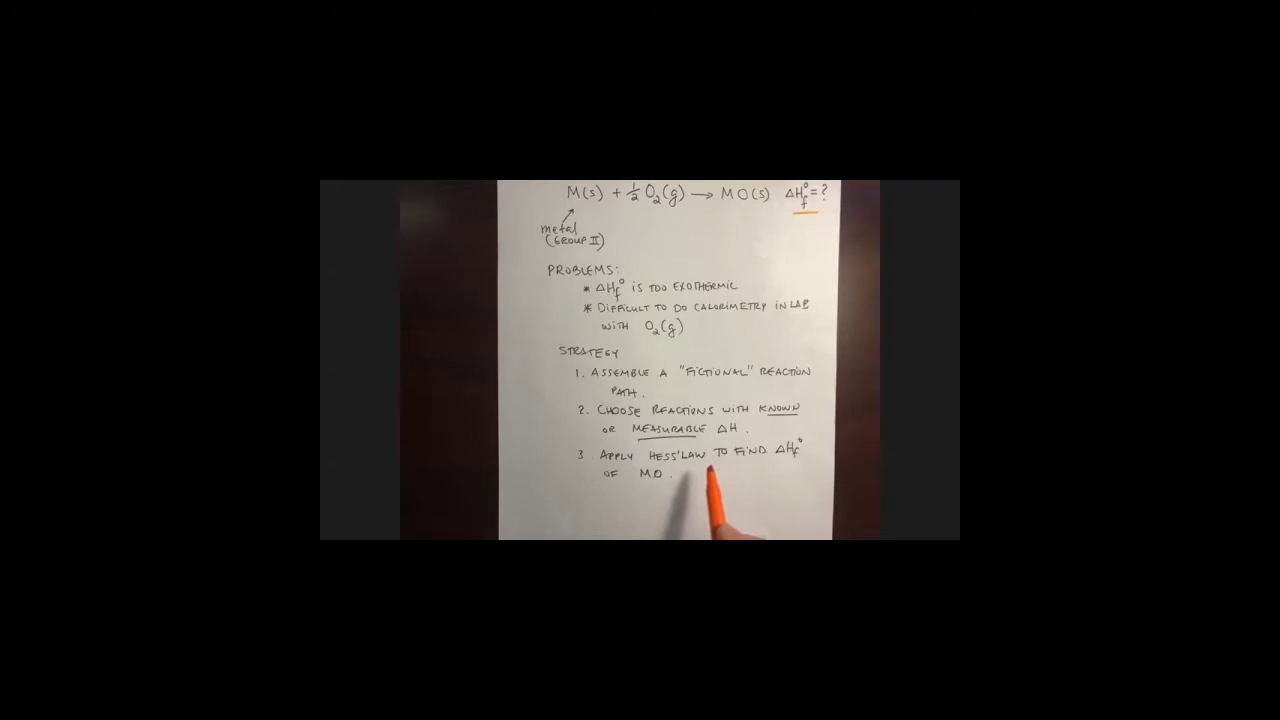 M(s) + ½ O₂(g) → MO(s) ΔH°f = ?
metal
(GROUP II)
PROBLEMS:
* ΔH°f IS TOO EXOTHERMIC
* DIFFICULT TO DO CALORIMETRY IN LAB
WITH O₂(g)
STRATEGY
1. ASSEMBLE A "FICTIONAL" REACTION
PATH.
2. CHOOSE REACTIONS WITH KNOWN
OR MEASURABLE ΔH.
3. APPLY HESS' LAW TO FIND ΔH°f
OF MO.